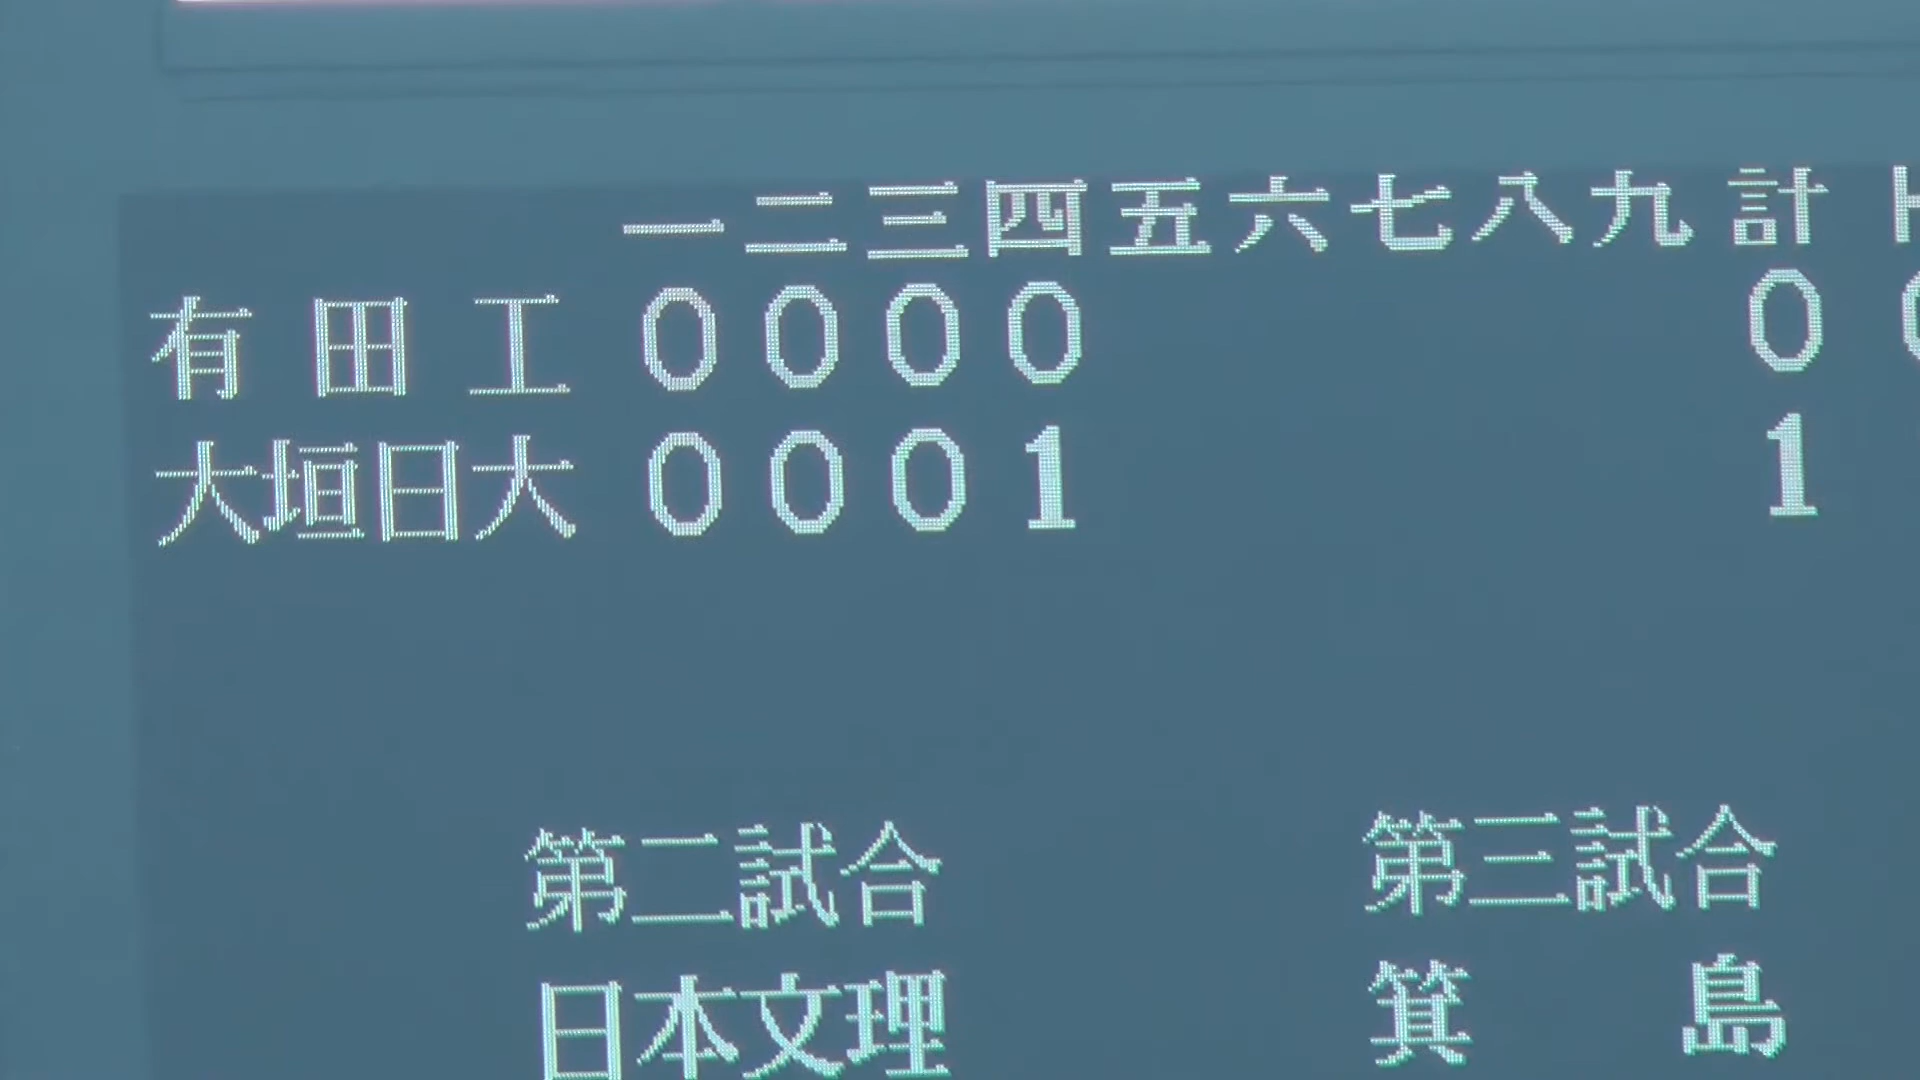 一二三四五六七八九計H
有田工 0 0 0 0 0
大垣日大 0 0 0 1 1
第二試合 第三試合
日本文理 箕島